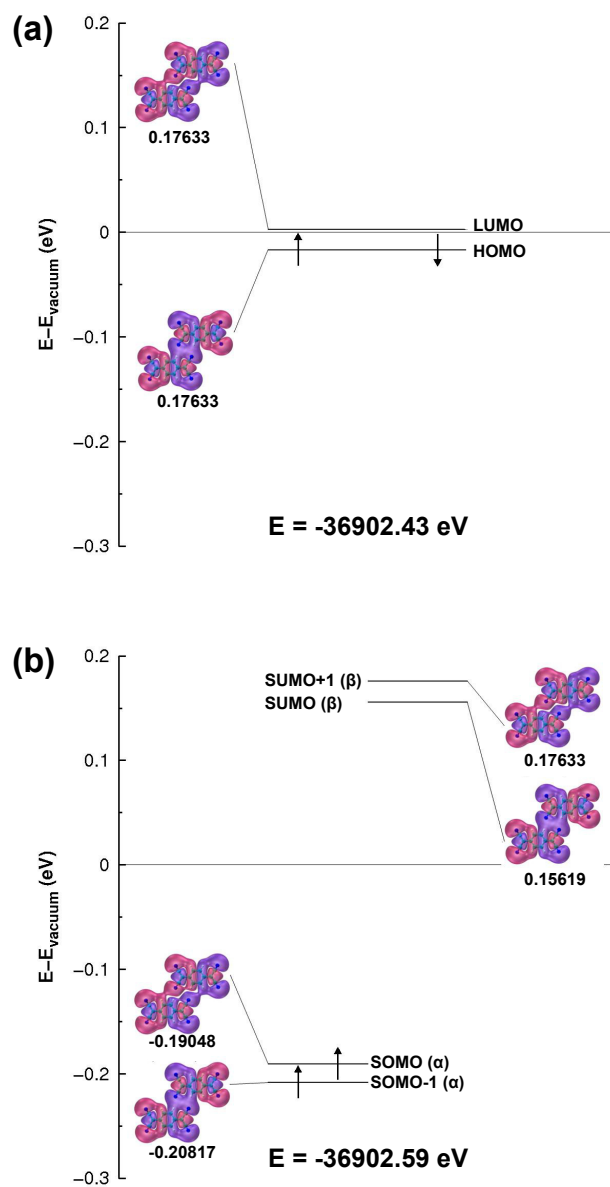 (a)
0.2
0.1
0
−0.1
−0.2
−0.3
E−Evacuum (eV)
0.17633
LUMO
HOMO
0.17633
E = -36902.43 eV
(b)
0.2
0.1
0
−0.1
−0.2
−0.3
E−Evacuum (eV)
SUMO+1 (β)
SUMO (β)
0.17633
0.15619
-0.19048
SOMO (α)
SOMO-1 (α)
-0.20817
E = -36902.59 eV